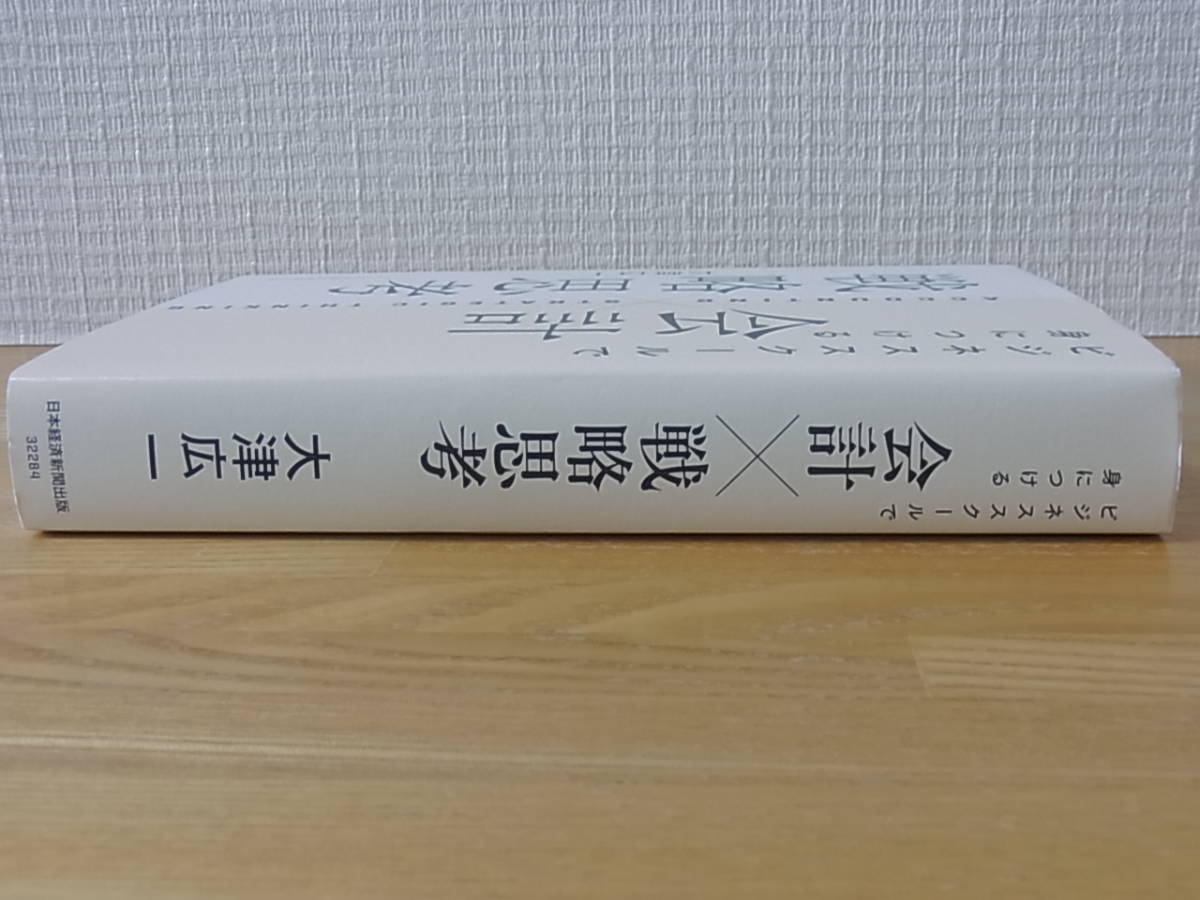 ビジネススクールで
身につける
会計×戦略思考
大津広一
日本経済新聞出版
32284
ビジネススクールで
身につける
会計
ACCOUNTING × STRATEGIC THINKING
戦略思考